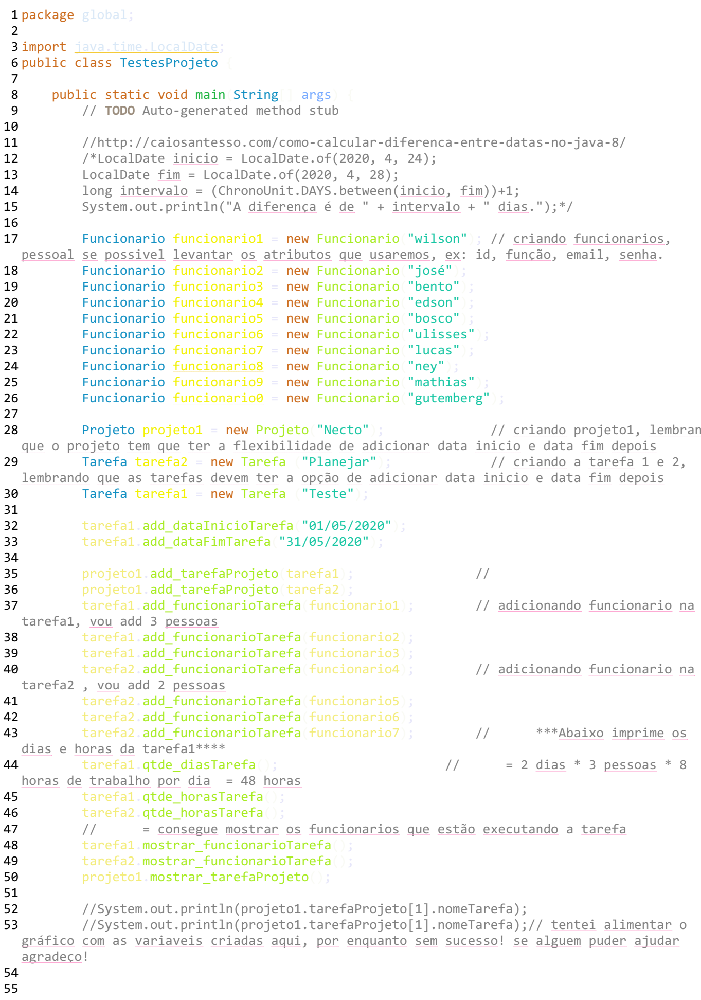 1 package global;
2
3 import java.time.LocalDate;
6 public class TestesProjeto {
7
8     public static void main(String[] args) {
9         // TODO Auto-generated method stub
10
11         //http://caiosantesso.com/como-calcular-diferenca-entre-datas-no-java-8/
12         /*LocalDate inicio = LocalDate.of(2020, 4, 24);
13         LocalDate fim = LocalDate.of(2020, 4, 28);
14         long intervalo = (ChronoUnit.DAYS.between(inicio, fim))+1;
15         System.out.println("A diferença é de " + intervalo + " dias.");*/
16
17         Funcionario funcionario1 = new Funcionario("wilson"); // criando funcionarios,
pessoal se possivel levantar os atributos que usaremos, ex: id, função, email, senha.
18         Funcionario funcionario2 = new Funcionario("josé");
19         Funcionario funcionario3 = new Funcionario("bento");
20         Funcionario funcionario4 = new Funcionario("edson");
21         Funcionario funcionario5 = new Funcionario("bosco");
22         Funcionario funcionario6 = new Funcionario("ulisses");
23         Funcionario funcionario7 = new Funcionario("lucas");
24         Funcionario funcionario8 = new Funcionario("ney");
25         Funcionario funcionario9 = new Funcionario("mathias");
26         Funcionario funcionario0 = new Funcionario("gutemberg");
27
28         Projeto projeto1 = new Projeto("Necto");               // criando projeto1, lembran
que o projeto tem que ter a flexibilidade de adicionar data inicio e data fim depois
29         Tarefa tarefa2 = new Tarefa ("Planejar");              // criando a tarefa 1 e 2,
lembrando que as tarefas devem ter a opção de adicionar data inicio e data fim depois
30         Tarefa tarefa1 = new Tarefa ("Teste");
31
32         tarefa1.add_dataInicioTarefa("01/05/2020");
33         tarefa1.add_dataFimTarefa("31/05/2020");
34
35         projeto1.add_tarefaProjeto(tarefa1);                 //
36         projeto1.add_tarefaProjeto(tarefa2);
37         tarefa1.add_funcionarioTarefa(funcionario1);         // adicionando funcionario na
tarefa1, vou add 3 pessoas
38         tarefa1.add_funcionarioTarefa(funcionario2);
39         tarefa1.add_funcionarioTarefa(funcionario3);
40         tarefa2.add_funcionarioTarefa(funcionario4);         // adicionando funcionario na
tarefa2 , vou add 2 pessoas
41         tarefa2.add_funcionarioTarefa(funcionario5);
42         tarefa2.add_funcionarioTarefa(funcionario6);
43         tarefa2.add_funcionarioTarefa(funcionario7);         //      ***Abaixo imprime os
dias e horas da tarefa1****
44         tarefa1.qtde_diasTarefa();                       //      = 2 dias * 3 pessoas * 8
horas de trabalho por dia  = 48 horas
45         tarefa1.qtde_horasTarefa();
46         tarefa2.qtde_horasTarefa();
47         //      = consegue mostrar os funcionarios que estão executando a tarefa
48         tarefa1.mostrar_funcionarioTarefa();
49         tarefa2.mostrar_funcionarioTarefa();
50         projeto1.mostrar_tarefaProjeto();
51
52         //System.out.println(projeto1.tarefaProjeto[1].nomeTarefa);
53         //System.out.println(projeto1.tarefaProjeto[1].nomeTarefa);// tentei alimentar o
gráfico com as variaveis criadas aqui, por enquanto sem sucesso! se alguem puder ajudar
agradeço!
54
55